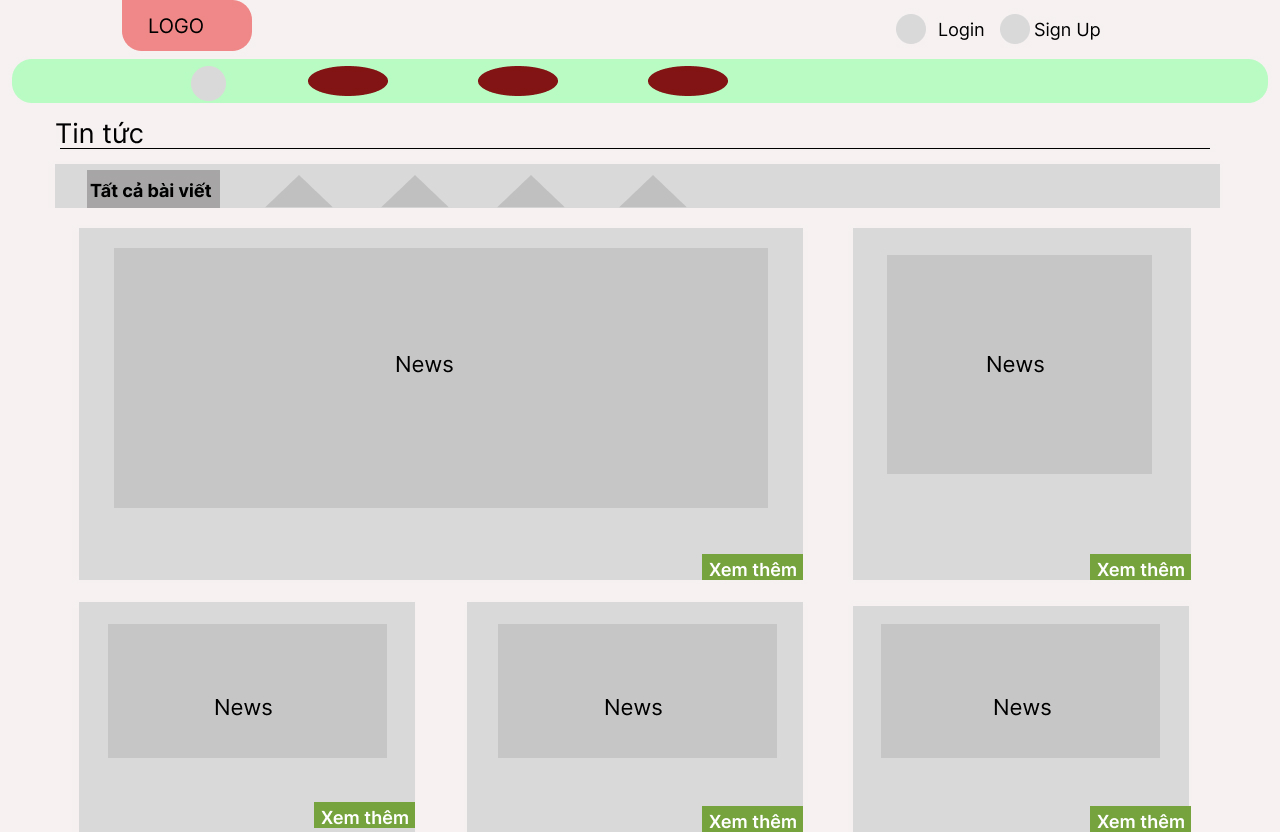 LOGO
Login
Sign Up
Tin tức
Tất cả bài viết
News
News
Xem thêm
Xem thêm
News
News
News
Xem thêm
Xem thêm
Xem thêm